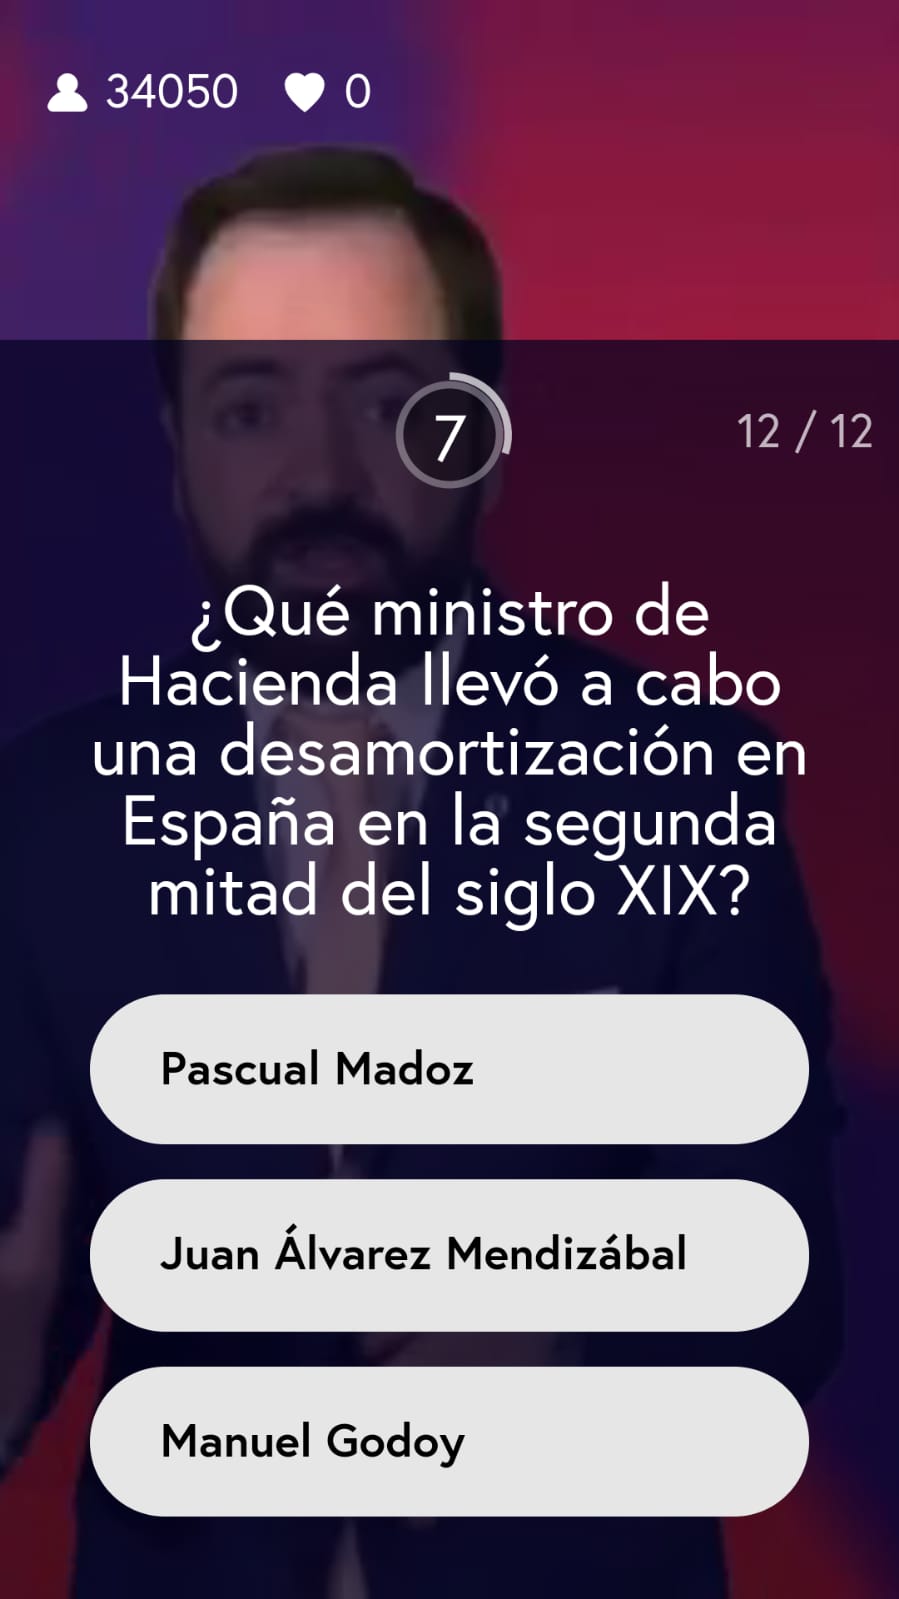 34050 0
7
12 / 12
¿Qué ministro de
Hacienda llevó a cabo
una desamortización en
España en la segunda
mitad del siglo XIX?
Pascual Madoz
Juan Álvarez Mendizábal
Manuel Godoy